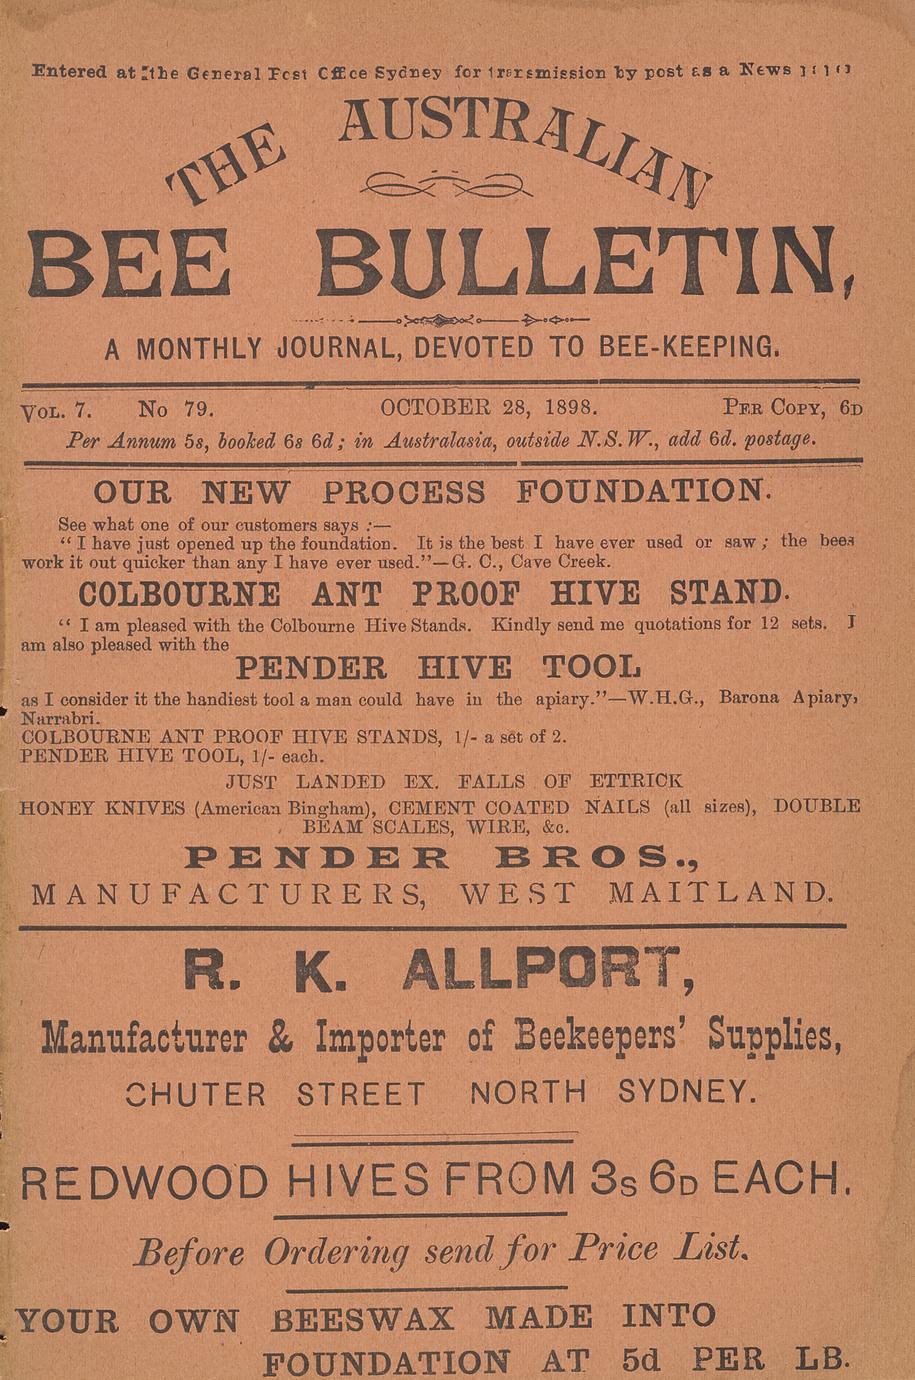 Entered at the General Post Office Sydney for transmission by post as a News
THE AUSTRALIAN
BEE BULLETIN,
A MONTHLY JOURNAL, DEVOTED TO BEE-KEEPING.
VOL. 7. No 79. OCTOBER 28, 1898. PER COPY, 6D
Per Annum 5s, booked 6s 6d; in Australasia, outside N.S.W., add 6d. postage.
OUR NEW PROCESS FOUNDATION.
See what one of our customers says :—
“ I have just opened up the foundation. It is the best I have ever used or saw ; the bees
work it out quicker than any I have ever used.”—G. C., Cave Creek.
COLBOURNE ANT PROOF HIVE STAND.
“ I am pleased with the Colbourne Hive Stands. Kindly send me quotations for 12 sets. I
am also pleased with the
PENDER HIVE TOOL
as I consider it the handiest tool a man could have in the apiary.”—W.H.G., Barona Apiary,
Narrabri.
COLBOURNE ANT PROOF HIVE STANDS, 1/- a set of 2.
PENDER HIVE TOOL, 1/- each.
JUST LANDED EX. FALLS OF ETTRICK
HONEY KNIVES (American Bingham), CEMENT COATED NAILS (all sizes), DOUBLE
BEAM SCALES, WIRE, &c.
PENDER BROS.,
MANUFACTURERS, WEST MAITLAND.
R. K. ALLPORT,
Manufacturer & Importer of Beekeepers’ Supplies,
CHUTER STREET NORTH SYDNEY.
REDWOOD HIVES FROM 3s 6D EACH.
Before Ordering send for Price List.
YOUR OWN BEESWAX MADE INTO
FOUNDATION AT 5d PER LB.